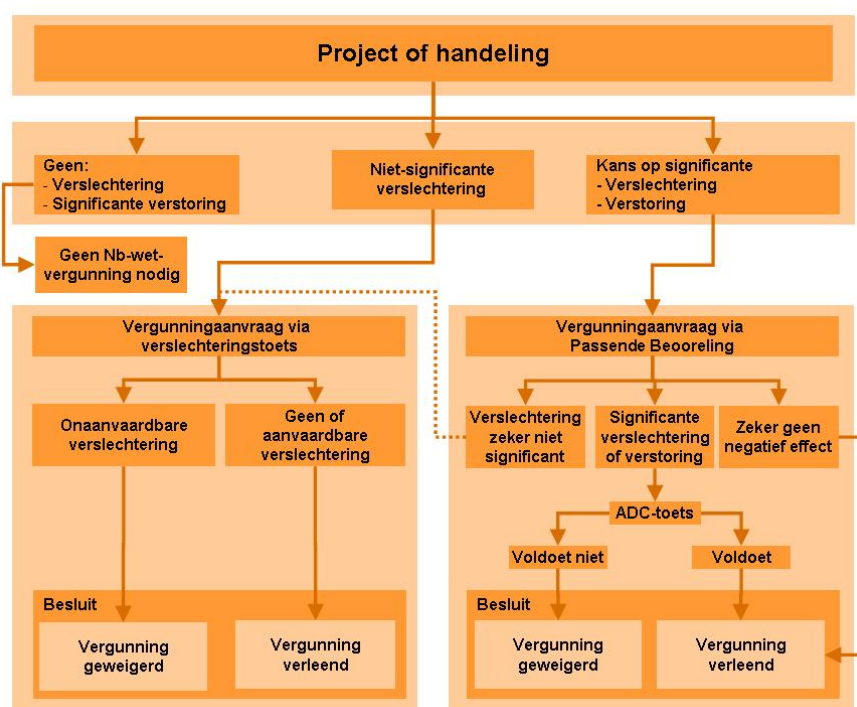 Project of handeling
Geen:
- Verslechtering
- Significante verstoring
Niet-significante
verslechtering
Kans op significante
- Verslechtering
- Verstoring
Geen Nb-wet-
vergunning nodig
Vergunningaanvraag via
verslechteringstoets
Vergunningaanvraag via
Passende Beooreling
Onaanvaardbare
verslechtering
Geen of
aanvaardbare
verslechtering
Verslechtering
zeker niet
significant
Significante
verslechtering
of verstoring
Zeker geen
negatief effect
ADC-toets
Voldoet niet
Voldoet
Besluit
Vergunning
geweigerd
Vergunning
verleend
Besluit
Vergunning
geweigerd
Vergunning
verleend